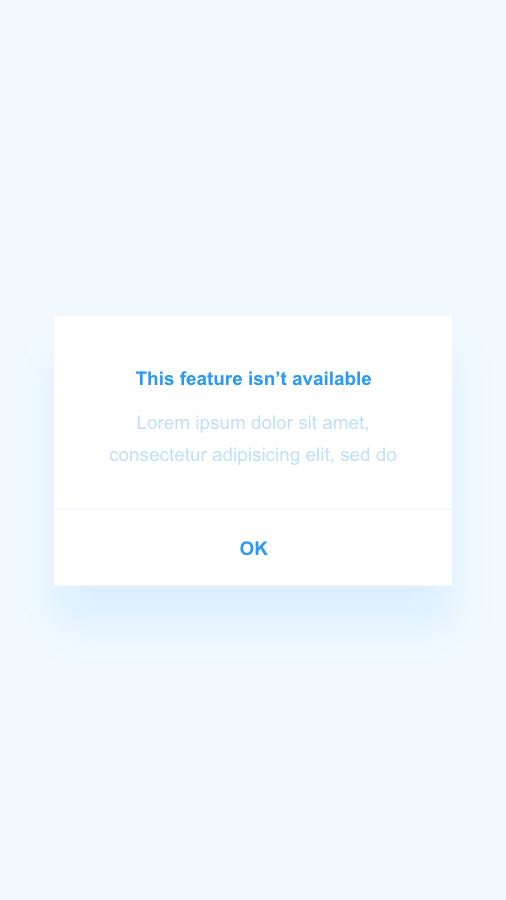 This feature isn’t available
Lorem ipsum dolor sit amet,
consectetur adipisicing elit, sed do
OK